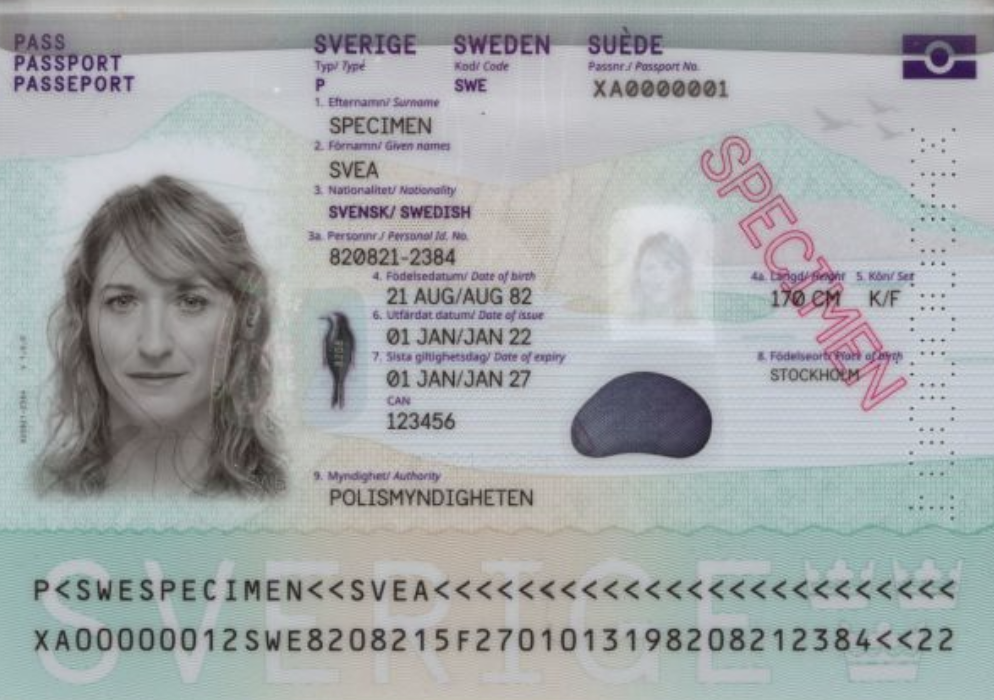 PASS
PASSPORT
PASSEPORT
SVERIGE SWEDEN SUÈDE
Typ/ Type Kod/ Code Passnr./ Passport No.
P SWE XA0000001
1. Efternamn/ Surname
SPECIMEN
2. Förnamn/ Given names
SVEA
3. Nationalitet/ Nationality
SVENSK/ SWEDISH
3a. Personnr./ Personal Id. No.
820821-2384
4. Födelsedatum/ Date of birth 4a. Längd/ Height 5. Kön/ Sex
21 AUG/AUG 82 170 CM K/F
6. Utfärdat datum/ Date of issue
01 JAN/JAN 22
7. Sista giltighetsdag/ Date of expiry 8. Födelseort/ Place of birth
01 JAN/JAN 27 STOCKHOLM
CAN
123456
9. Myndighet/ Authority
POLISMYNDIGHETEN
SPECIMEN
SVERIGE
P<SWESPECIMEN<<SVEA<<<<<<<<<<<<<<<<<<<<<<<<<
XA00000012SWE8208215F2701013198208212384<<22